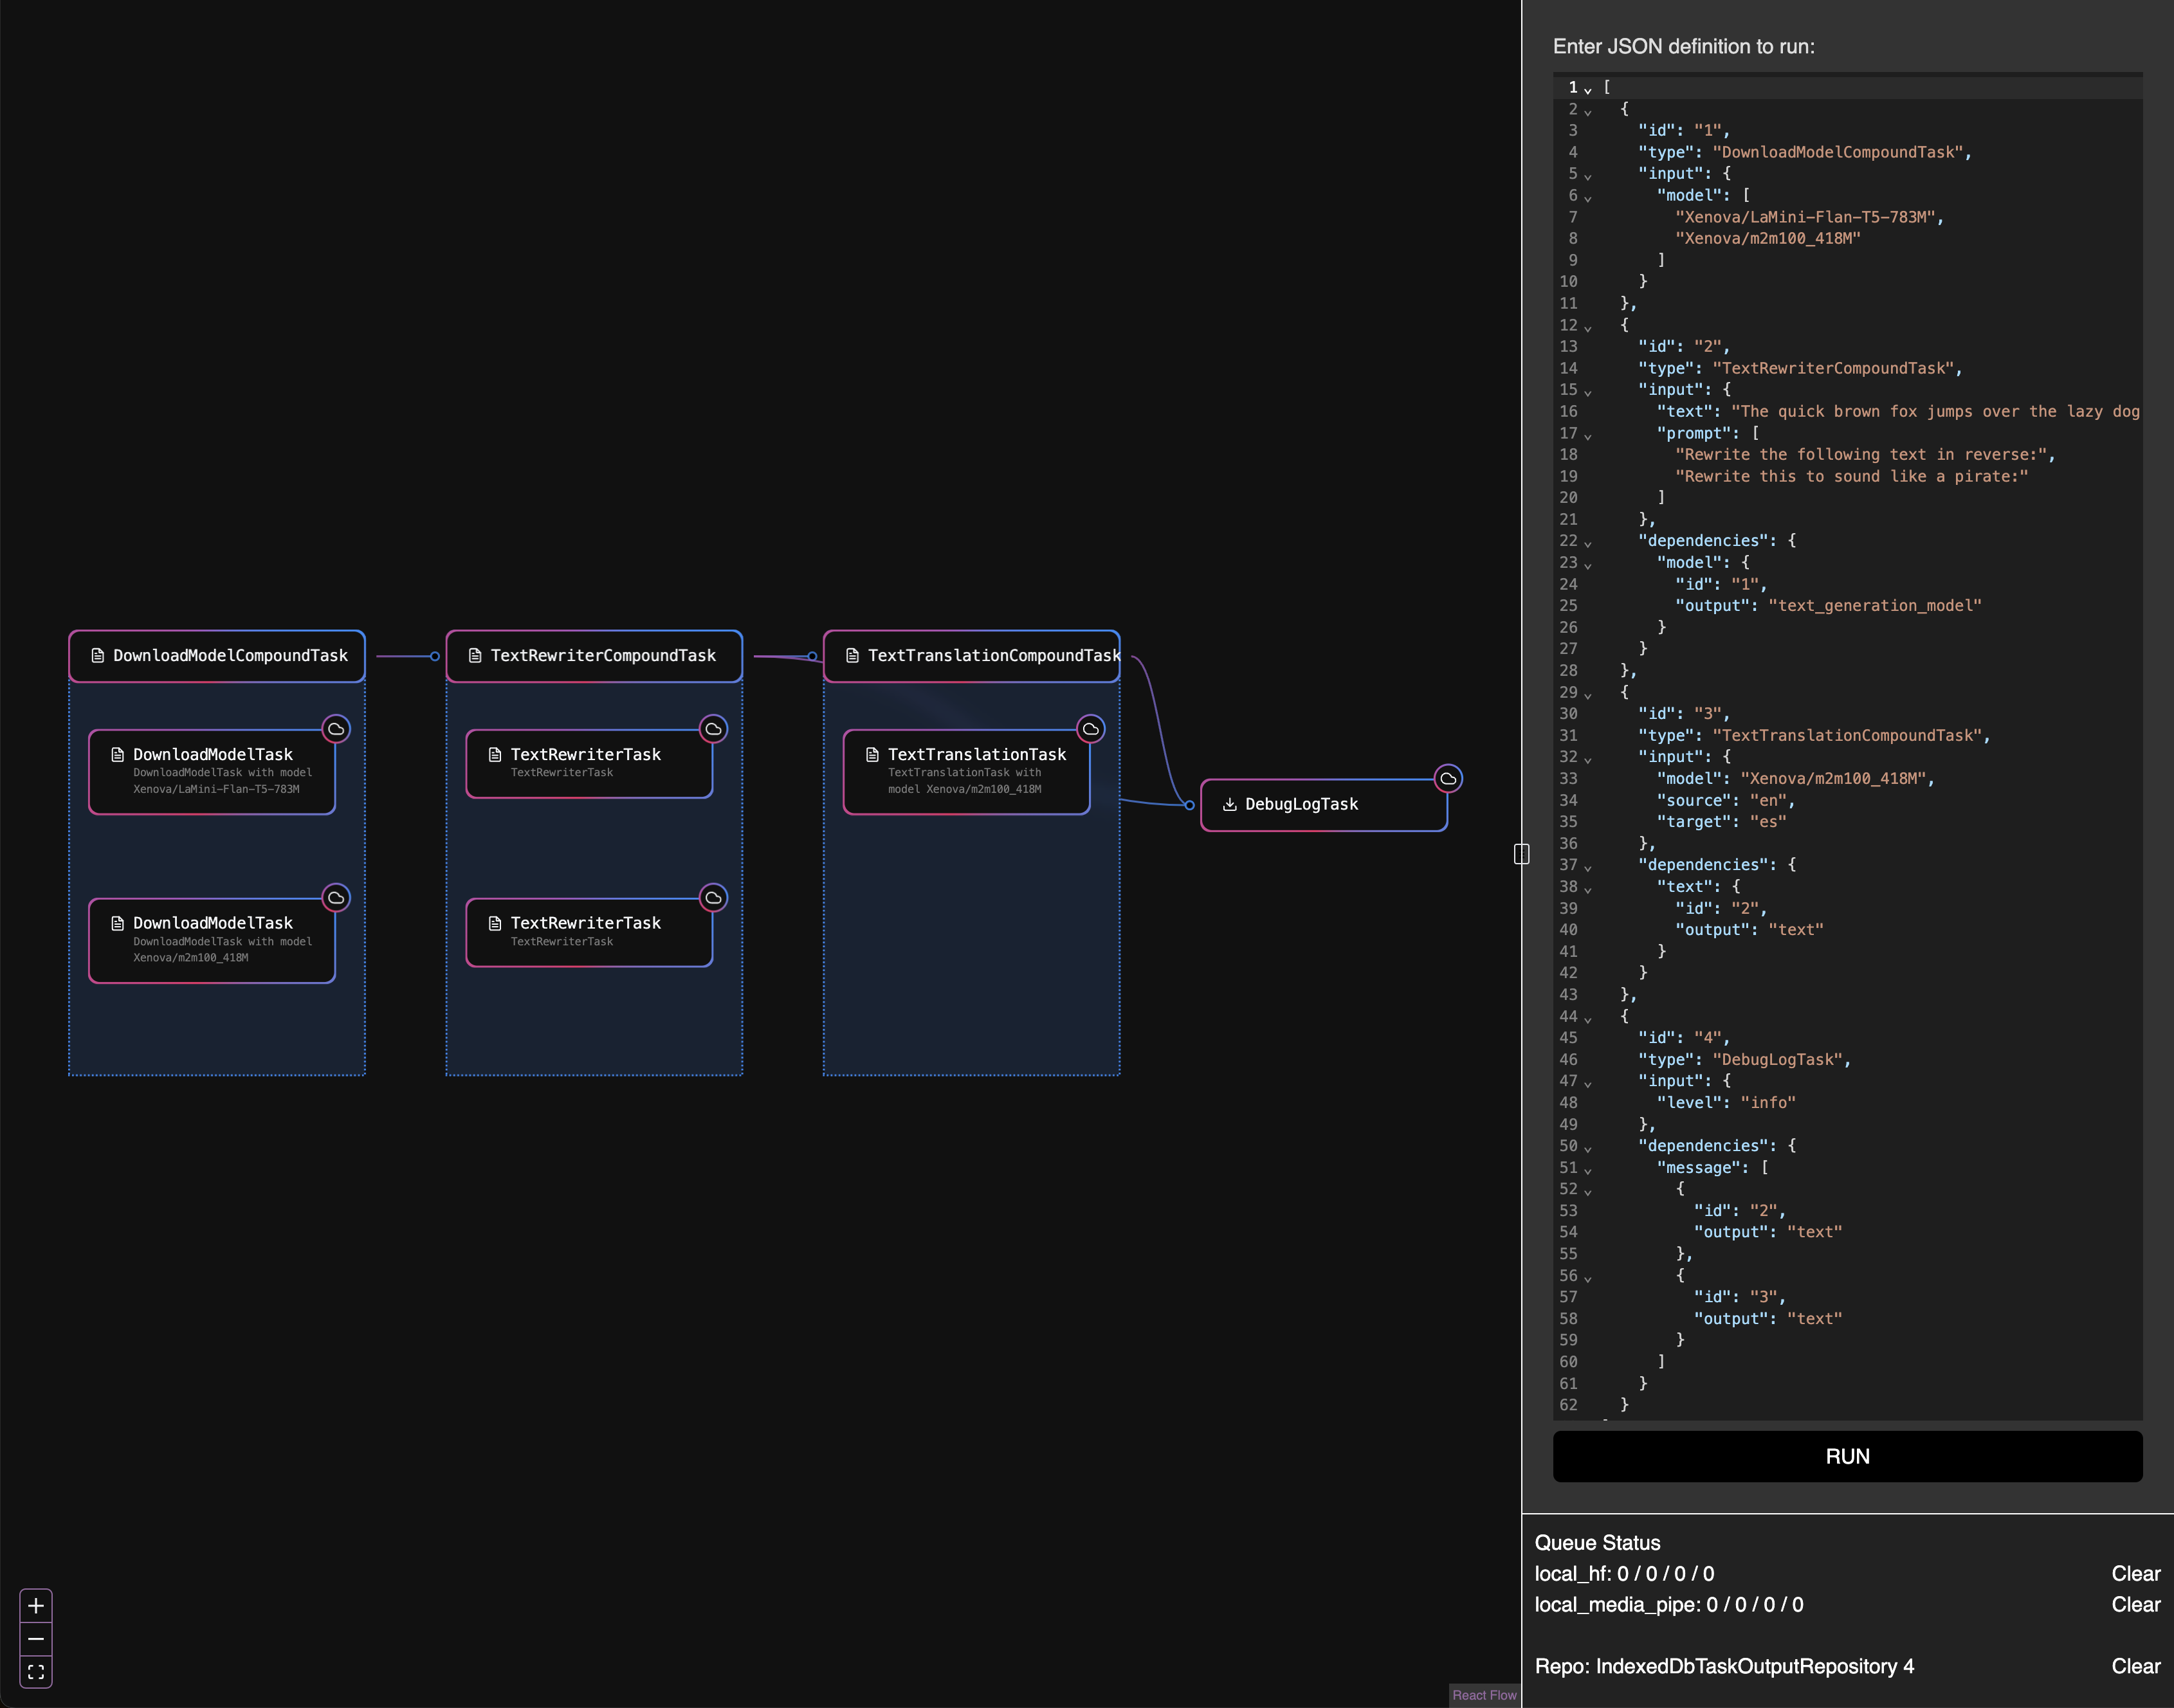 DownloadModelCompoundTask
DownloadModelTask
DownloadModelTask with model
Xenova/LaMini-Flan-T5-783M
DownloadModelTask
DownloadModelTask with model
Xenova/m2m100_418M
TextRewriterCompoundTask
TextRewriterTask
TextRewriterTask
TextRewriterTask
TextRewriterTask
TextTranslationCompoundTask
TextTranslationTask
TextTranslationTask with
model Xenova/m2m100_418M
DebugLogTask
React Flow
Enter JSON definition to run:
1 [
2   {
3     "id": "1",
4     "type": "DownloadModelCompoundTask",
5     "input": {
6       "model": [
7         "Xenova/LaMini-Flan-T5-783M",
8         "Xenova/m2m100_418M"
9       ]
10     }
11   },
12   {
13     "id": "2",
14     "type": "TextRewriterCompoundTask",
15     "input": {
16       "text": "The quick brown fox jumps over the lazy dog
17       "prompt": [
18         "Rewrite the following text in reverse:",
19         "Rewrite this to sound like a pirate:"
20       ]
21     },
22     "dependencies": {
23       "model": {
24         "id": "1",
25         "output": "text_generation_model"
26       }
27     }
28   },
29   {
30     "id": "3",
31     "type": "TextTranslationCompoundTask",
32     "input": {
33       "model": "Xenova/m2m100_418M",
34       "source": "en",
35       "target": "es"
36     },
37     "dependencies": {
38       "text": {
39         "id": "2",
40         "output": "text"
41       }
42     }
43   },
44   {
45     "id": "4",
46     "type": "DebugLogTask",
47     "input": {
48       "level": "info"
49     },
50     "dependencies": {
51       "message": [
52         {
53           "id": "2",
54           "output": "text"
55         },
56         {
57           "id": "3",
58           "output": "text"
59         }
60       ]
61     }
62   }
RUN
Queue Status
local_hf: 0 / 0 / 0 / 0 Clear
local_media_pipe: 0 / 0 / 0 / 0 Clear
Repo: IndexedDbTaskOutputRepository 4 Clear